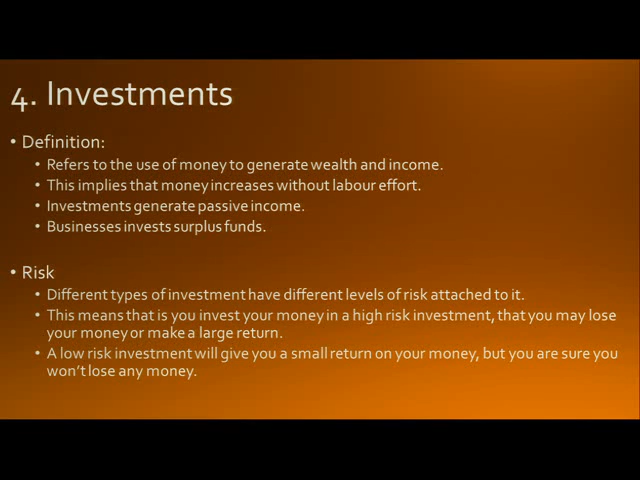 4. Investments
• Definition:
• Refers to the use of money to generate wealth and income.
• This implies that money increases without labour effort.
• Investments generate passive income.
• Businesses invests surplus funds.
• Risk
• Different types of investment have different levels of risk attached to it.
• This means that is you invest your money in a high risk investment, that you may lose
your money or make a large return.
• A low risk investment will give you a small return on your money, but you are sure you
won't lose any money.